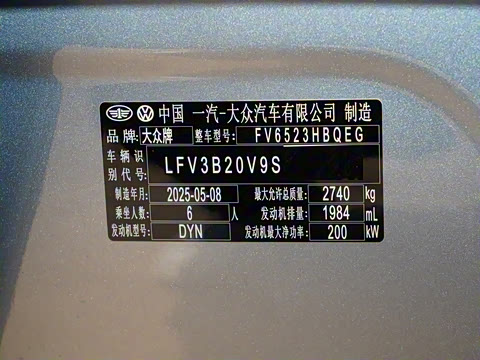 中国 一汽-大众汽车有限公司 制造
品牌: 大众牌 整车型号: FV6523HBQEG
车辆识别代号: LFV3B20V9S
制造年月: 2025-05-08 最大允许总质量: 2740 kg
乘坐人数: 6 人 发动机排量: 1984 mL
发动机型号: DYN 发动机最大净功率: 200 kW